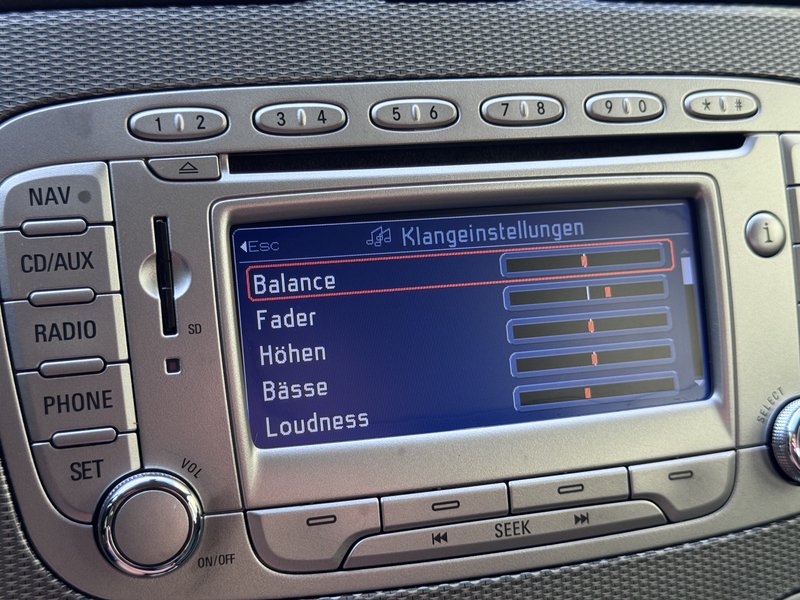 1 2 3 4 5 6 7 8 9 0 * #
NAV
CD/AUX
RADIO
PHONE
SET
SD
Esc Klangeinstellungen
Balance
Fader
Höhen
Bässe
Loudness
i
SELECT
VOL
ON/OFF
SEEK